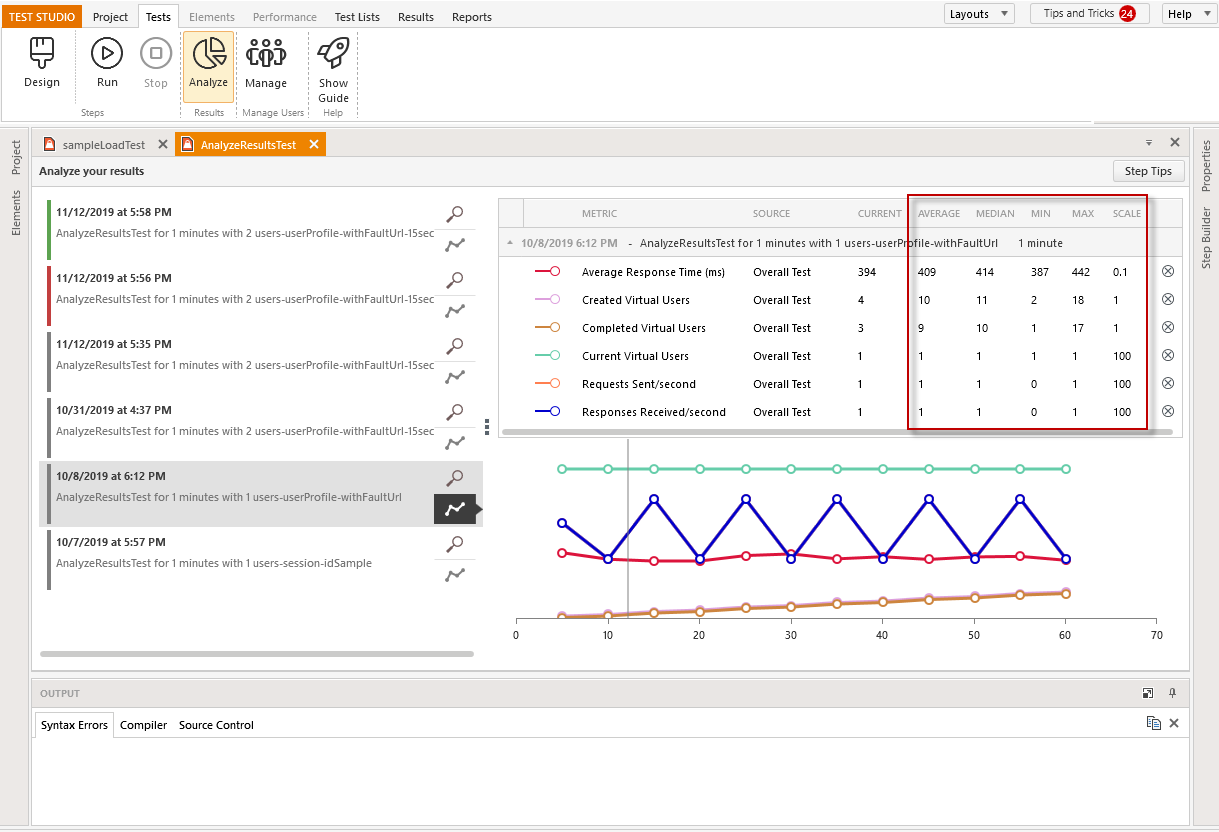 TEST STUDIO Project Tests Elements Performance Test Lists Results Reports Layouts Tips and Tricks 24 Help
Design Run Stop Analyze Manage Show Guide
Steps Results Manage Users Help
Project
Elements
Properties
Step Builder
sampleLoadTest AnalyzeResultsTest
Analyze your results Step Tips
11/12/2019 at 5:58 PM
AnalyzeResultsTest for 1 minutes with 2 users-userProfile-withFaultUrl-15sec
11/12/2019 at 5:56 PM
AnalyzeResultsTest for 1 minutes with 2 users-userProfile-withFaultUrl-15sec
11/12/2019 at 5:35 PM
AnalyzeResultsTest for 1 minutes with 2 users-userProfile-withFaultUrl-15sec
10/31/2019 at 4:37 PM
AnalyzeResultsTest for 1 minutes with 2 users-userProfile-withFaultUrl-15sec
10/8/2019 at 6:12 PM
AnalyzeResultsTest for 1 minutes with 1 users-userProfile-withFaultUrl
10/7/2019 at 5:57 PM
AnalyzeResultsTest for 1 minutes with 1 users-session-idSample
METRIC SOURCE CURRENT AVERAGE MEDIAN MIN MAX SCALE
10/8/2019 6:12 PM - AnalyzeResultsTest for 1 minutes with 1 users-userProfile-withFaultUrl 1 minute
Average Response Time (ms) Overall Test 394 409 414 387 442 0.1
Created Virtual Users Overall Test 4 10 11 2 18 1
Completed Virtual Users Overall Test 3 9 10 1 17 1
Current Virtual Users Overall Test 1 1 1 1 1 100
Requests Sent/second Overall Test 1 1 1 0 1 100
Responses Received/second Overall Test 1 1 1 0 1 100
0 10 20 30 40 50 60 70
OUTPUT
Syntax Errors Compiler Source Control